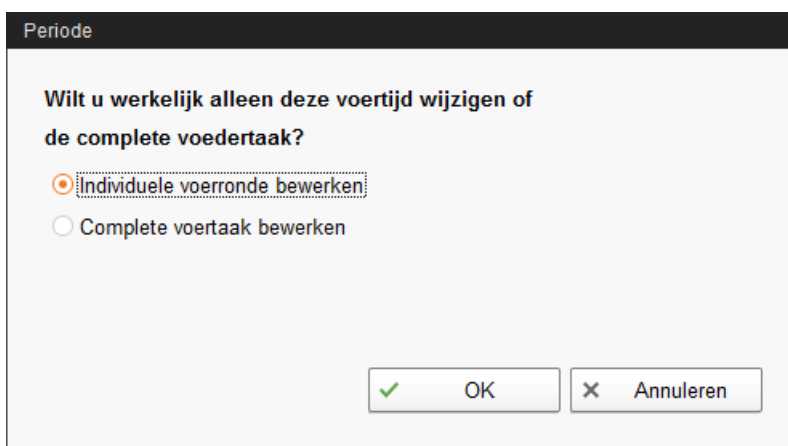 Periode
Wilt u werkelijk alleen deze voertijd wijzigen of
de complete voedertaak?
Individuele voerronde bewerken
Complete voertaak bewerken
OK
Annuleren